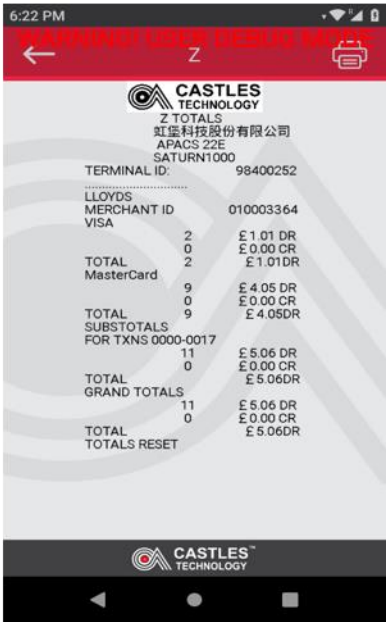 6:22 PM
WARNING! USER DEBUG MODE
Z
CASTLES
TECHNOLOGY
Z TOTALS
虹堡科技股份有限公司
APACS 22E
SATURN1000
TERMINAL ID: 98400252
..............................
LLOYDS
MERCHANT ID 010003364
VISA
2 £1.01 DR
0 £0.00 CR
TOTAL 2 £1.01DR
MasterCard
9 £4.05 DR
0 £0.00 CR
TOTAL 9 £4.05DR
SUBSTOTALS
FOR TXNS 0000-0017
11 £5.06 DR
0 £0.00 CR
TOTAL £5.06DR
GRAND TOTALS
11 £5.06 DR
0 £0.00 CR
TOTAL £5.06DR
TOTALS RESET
CASTLES™
TECHNOLOGY